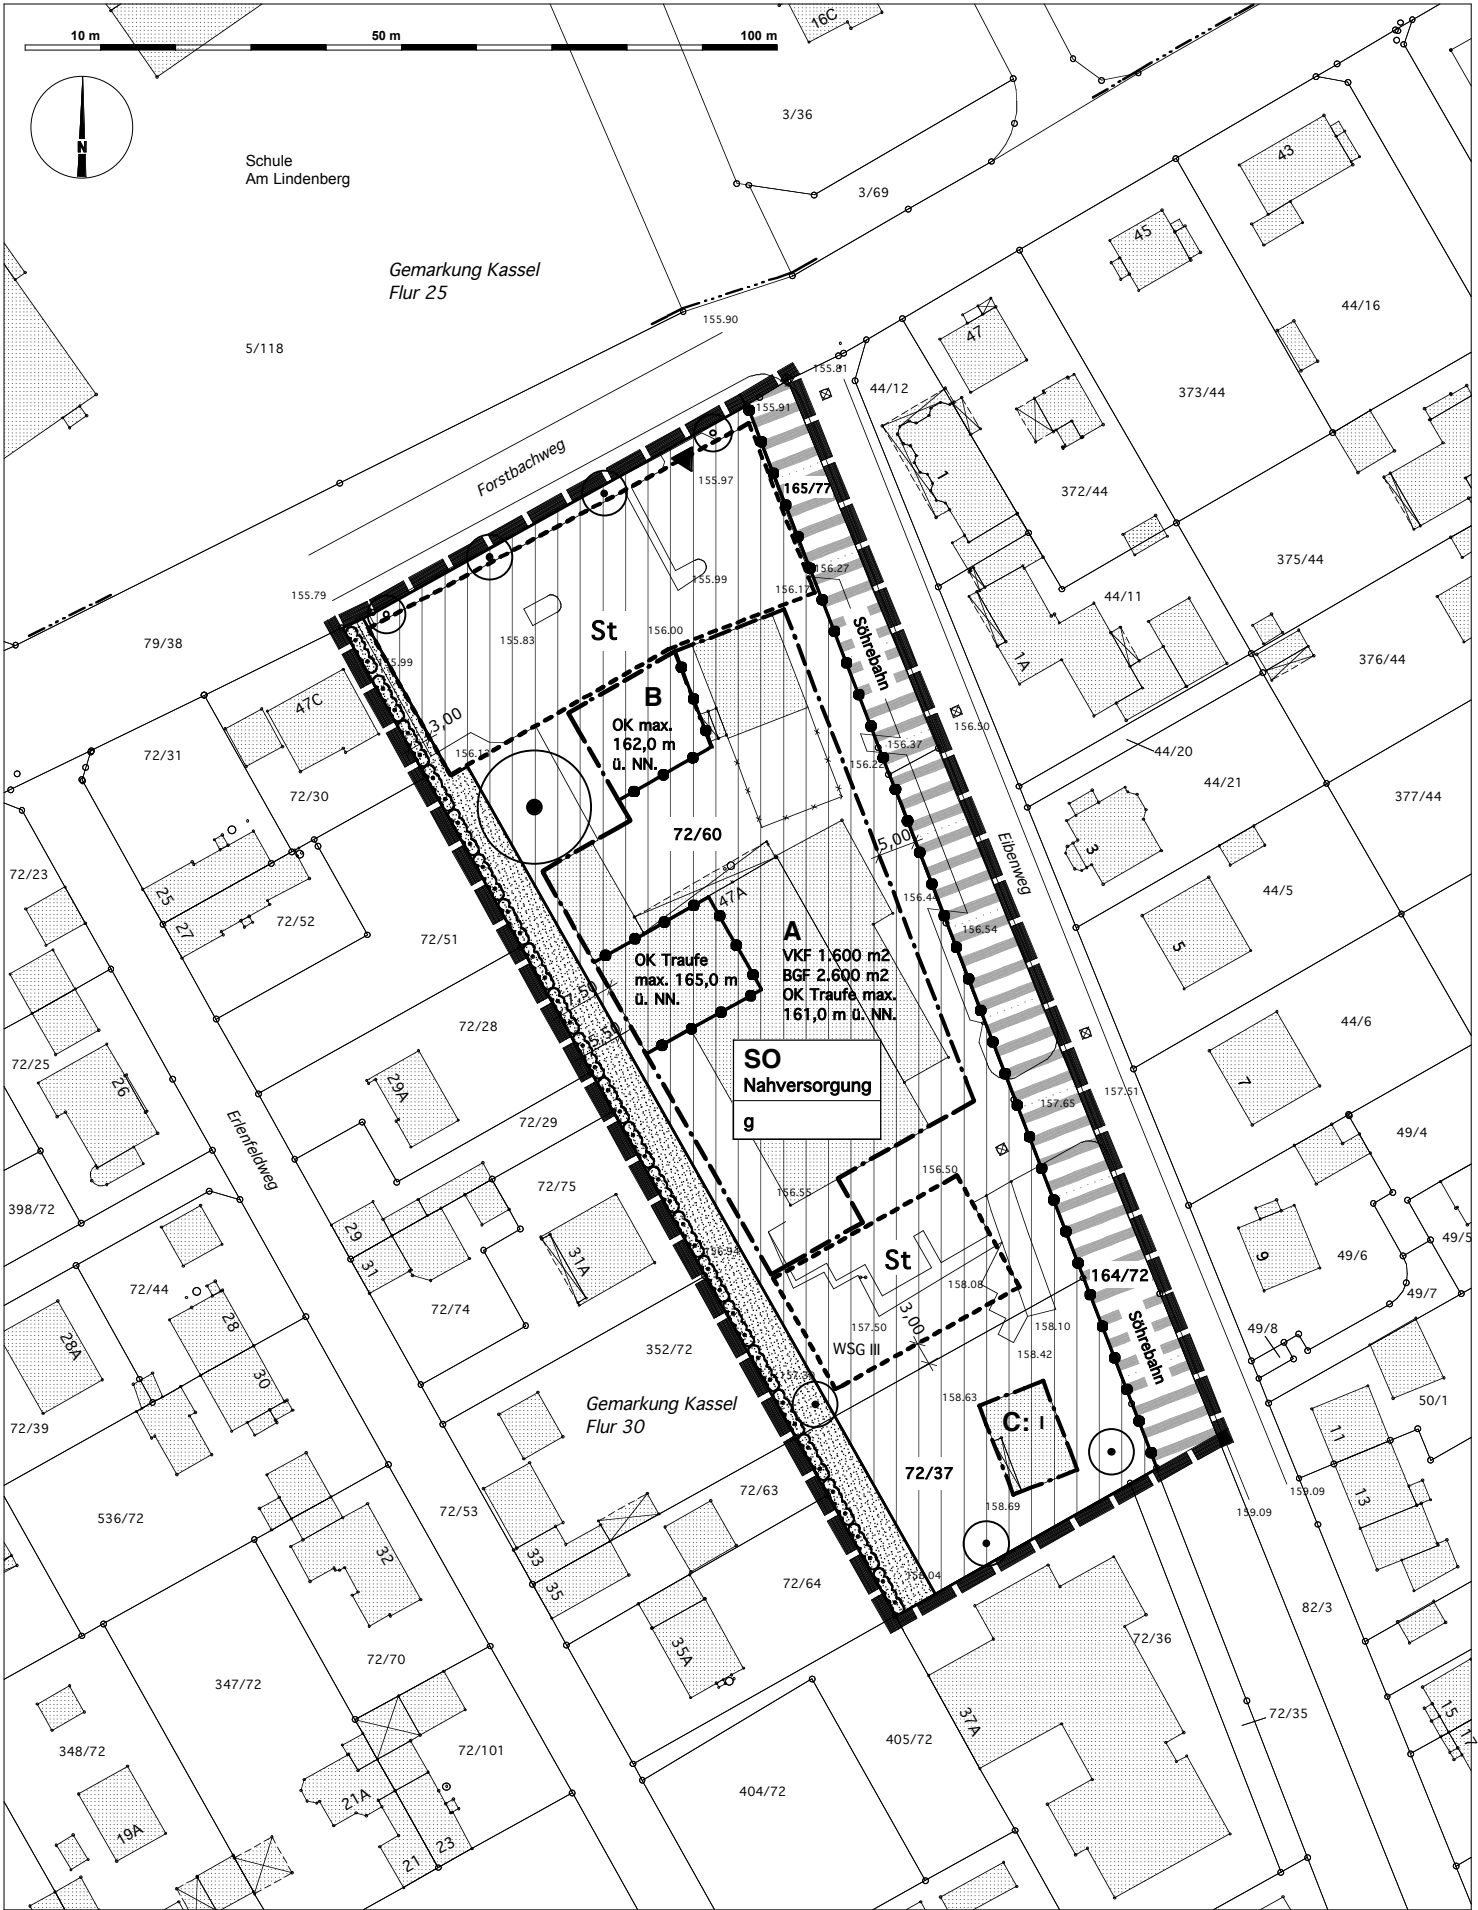 10 m
50 m
100 m
16C
N
Schule
Am Lindenberg
3/36
3/69
43
45
Gemarkung Kassel
Flur 25
155.90
47
44/16
5/118
155.81
44/12
373/44
155.91
Forstbachweg
155.97
165/77
1
372/44
155.99
156.27
156.17
375/44
155.79
44/11
79/38
155.83
St
156.00
Söhrebahn
1A
376/44
47C
3,00
B
OK max.
162,0 m
ü. NN.
156.50
156.37
156.22
72/31
44/20
72/30
44/21
377/44
72/60
5,00
Eibenweg
3
72/23
25
27
72/52
47A
156.44
44/5
72/51
A
VKF 1.600 m2
BGF 2.600 m2
OK Traufe max.
161,0 m ü. NN.
156.54
5
OK Traufe
max. 165,0 m
ü. NN.
7,50
5,50
72/28
44/6
72/25
SO
Nahversorgung
g
26
29A
7
157.51
157.65
Erlenfeldweg
72/29
49/4
156.50
72/75
156.55
398/72
29
31
31A
St
9
49/6
49/5
164/72
72/44
158.08
49/7
72/74
28A
28
30
157.50
3,00
158.10
49/8
352/72
WSG III
158.42
Söhrebahn
Gemarkung Kassel
Flur 30
158.63
C: I
50/1
72/39
11
72/37
72/63
13
159.09
72/53
158.69
159.09
536/72
33
35
32
72/64
158.04
82/3
72/36
35A
72/70
347/72
37A
15
17
72/35
348/72
72/101
405/72
404/72
21A
19A
21
23